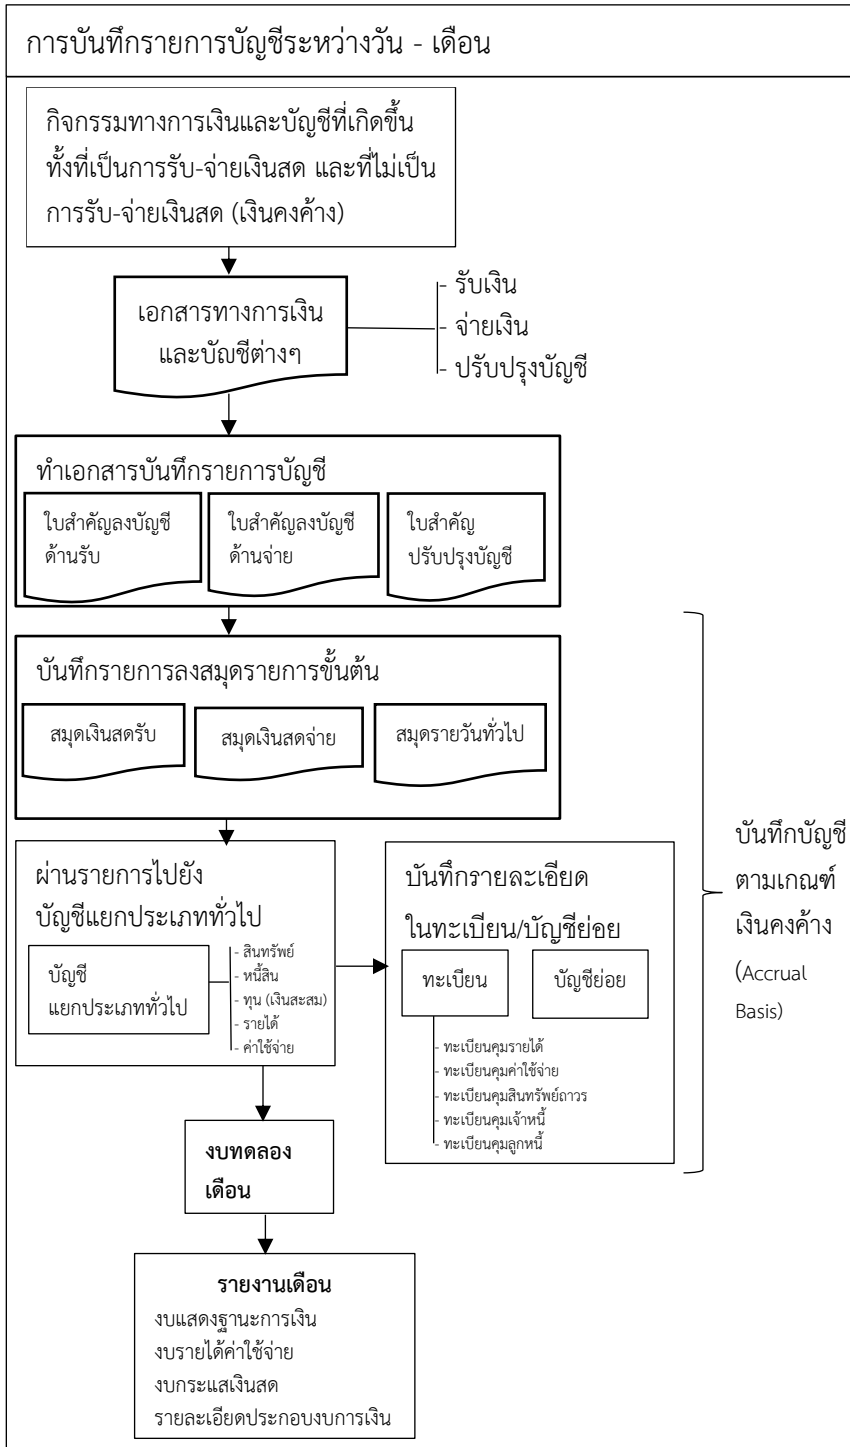 การบันทึกรายการบัญชีระหว่างวัน - เดือน
กิจกรรมทางการเงินและบัญชีที่เกิดขึ้น
ทั้งที่เป็นการรับ-จ่ายเงินสด และที่ไม่เป็น
การรับ-จ่ายเงินสด (เงินคงค้าง)
เอกสารทางการเงิน
และบัญชีต่างๆ
- รับเงิน
- จ่ายเงิน
- ปรับปรุงบัญชี
ทำเอกสารบันทึกรายการบัญชี
ใบสำคัญลงบัญชี
ด้านรับ
ใบสำคัญลงบัญชี
ด้านจ่าย
ใบสำคัญ
ปรับปรุงบัญชี
บันทึกรายการลงสมุดรายการขั้นต้น
สมุดเงินสดรับ
สมุดเงินสดจ่าย
สมุดรายวันทั่วไป
ผ่านรายการไปยัง
บัญชีแยกประเภททั่วไป
บัญชี
แยกประเภททั่วไป
- สินทรัพย์
- หนี้สิน
- ทุน (เงินสะสม)
- รายได้
- ค่าใช้จ่าย
บันทึกรายละเอียด
ในทะเบียน/บัญชีย่อย
ทะเบียน
บัญชีย่อย
- ทะเบียนคุมรายได้
- ทะเบียนคุมค่าใช้จ่าย
- ทะเบียนคุมสินทรัพย์ถาวร
- ทะเบียนคุมเจ้าหนี้
- ทะเบียนคุมลูกหนี้
บันทึกบัญชี
ตามเกณฑ์
เงินคงค้าง
(Accrual
Basis)
งบทดลอง
เดือน
รายงานเดือน
งบแสดงฐานะการเงิน
งบรายได้ค่าใช้จ่าย
งบกระแสเงินสด
รายละเอียดประกอบงบการเงิน